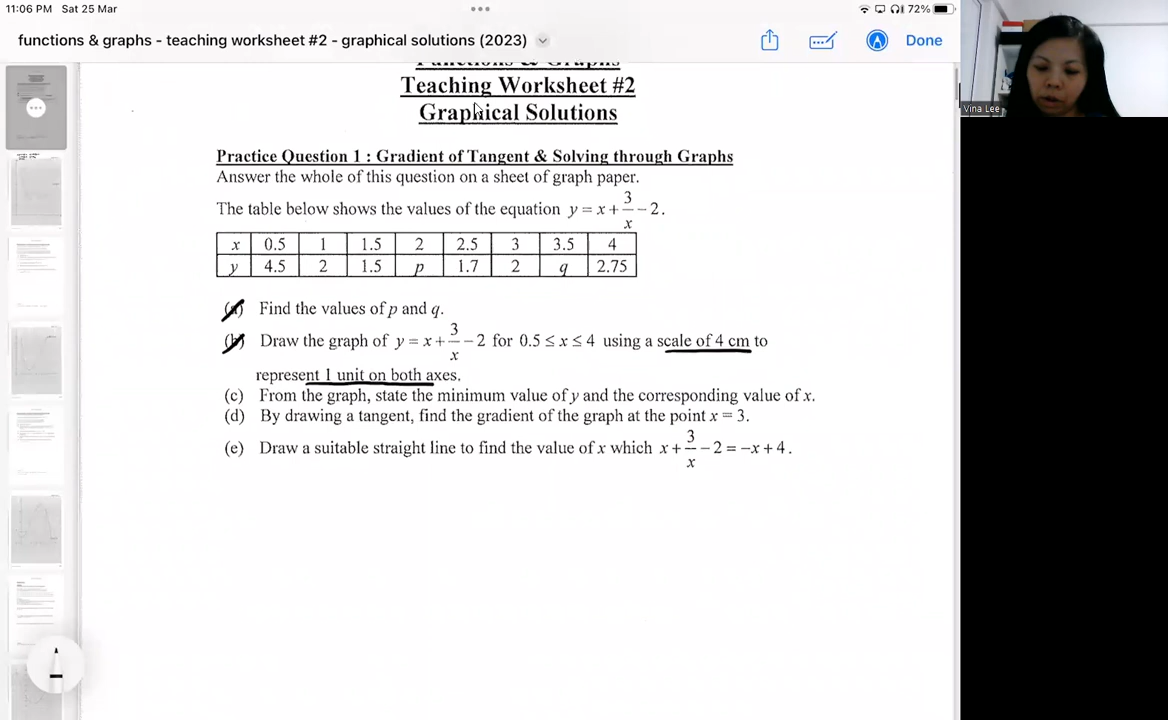 11:06 PM Sat 25 Mar
72%
functions & graphs - teaching worksheet #2 - graphical solutions (2023)
Done
Vina Lee
Functions & Graphs
Teaching Worksheet #2
Graphical Solutions
Practice Question 1 : Gradient of Tangent & Solving through Graphs
Answer the whole of this question on a sheet of graph paper.
The table below shows the values of the equation y = x + 3/x - 2.
x 0.5 1 1.5 2 2.5 3 3.5 4
y 4.5 2 1.5 p 1.7 2 q 2.75
(a) Find the values of p and q.
(b) Draw the graph of y = x + 3/x - 2 for 0.5 ≤ x ≤ 4 using a scale of 4 cm to
represent 1 unit on both axes.
(c) From the graph, state the minimum value of y and the corresponding value of x.
(d) By drawing a tangent, find the gradient of the graph at the point x = 3.
(e) Draw a suitable straight line to find the value of x which x + 3/x - 2 = -x + 4.